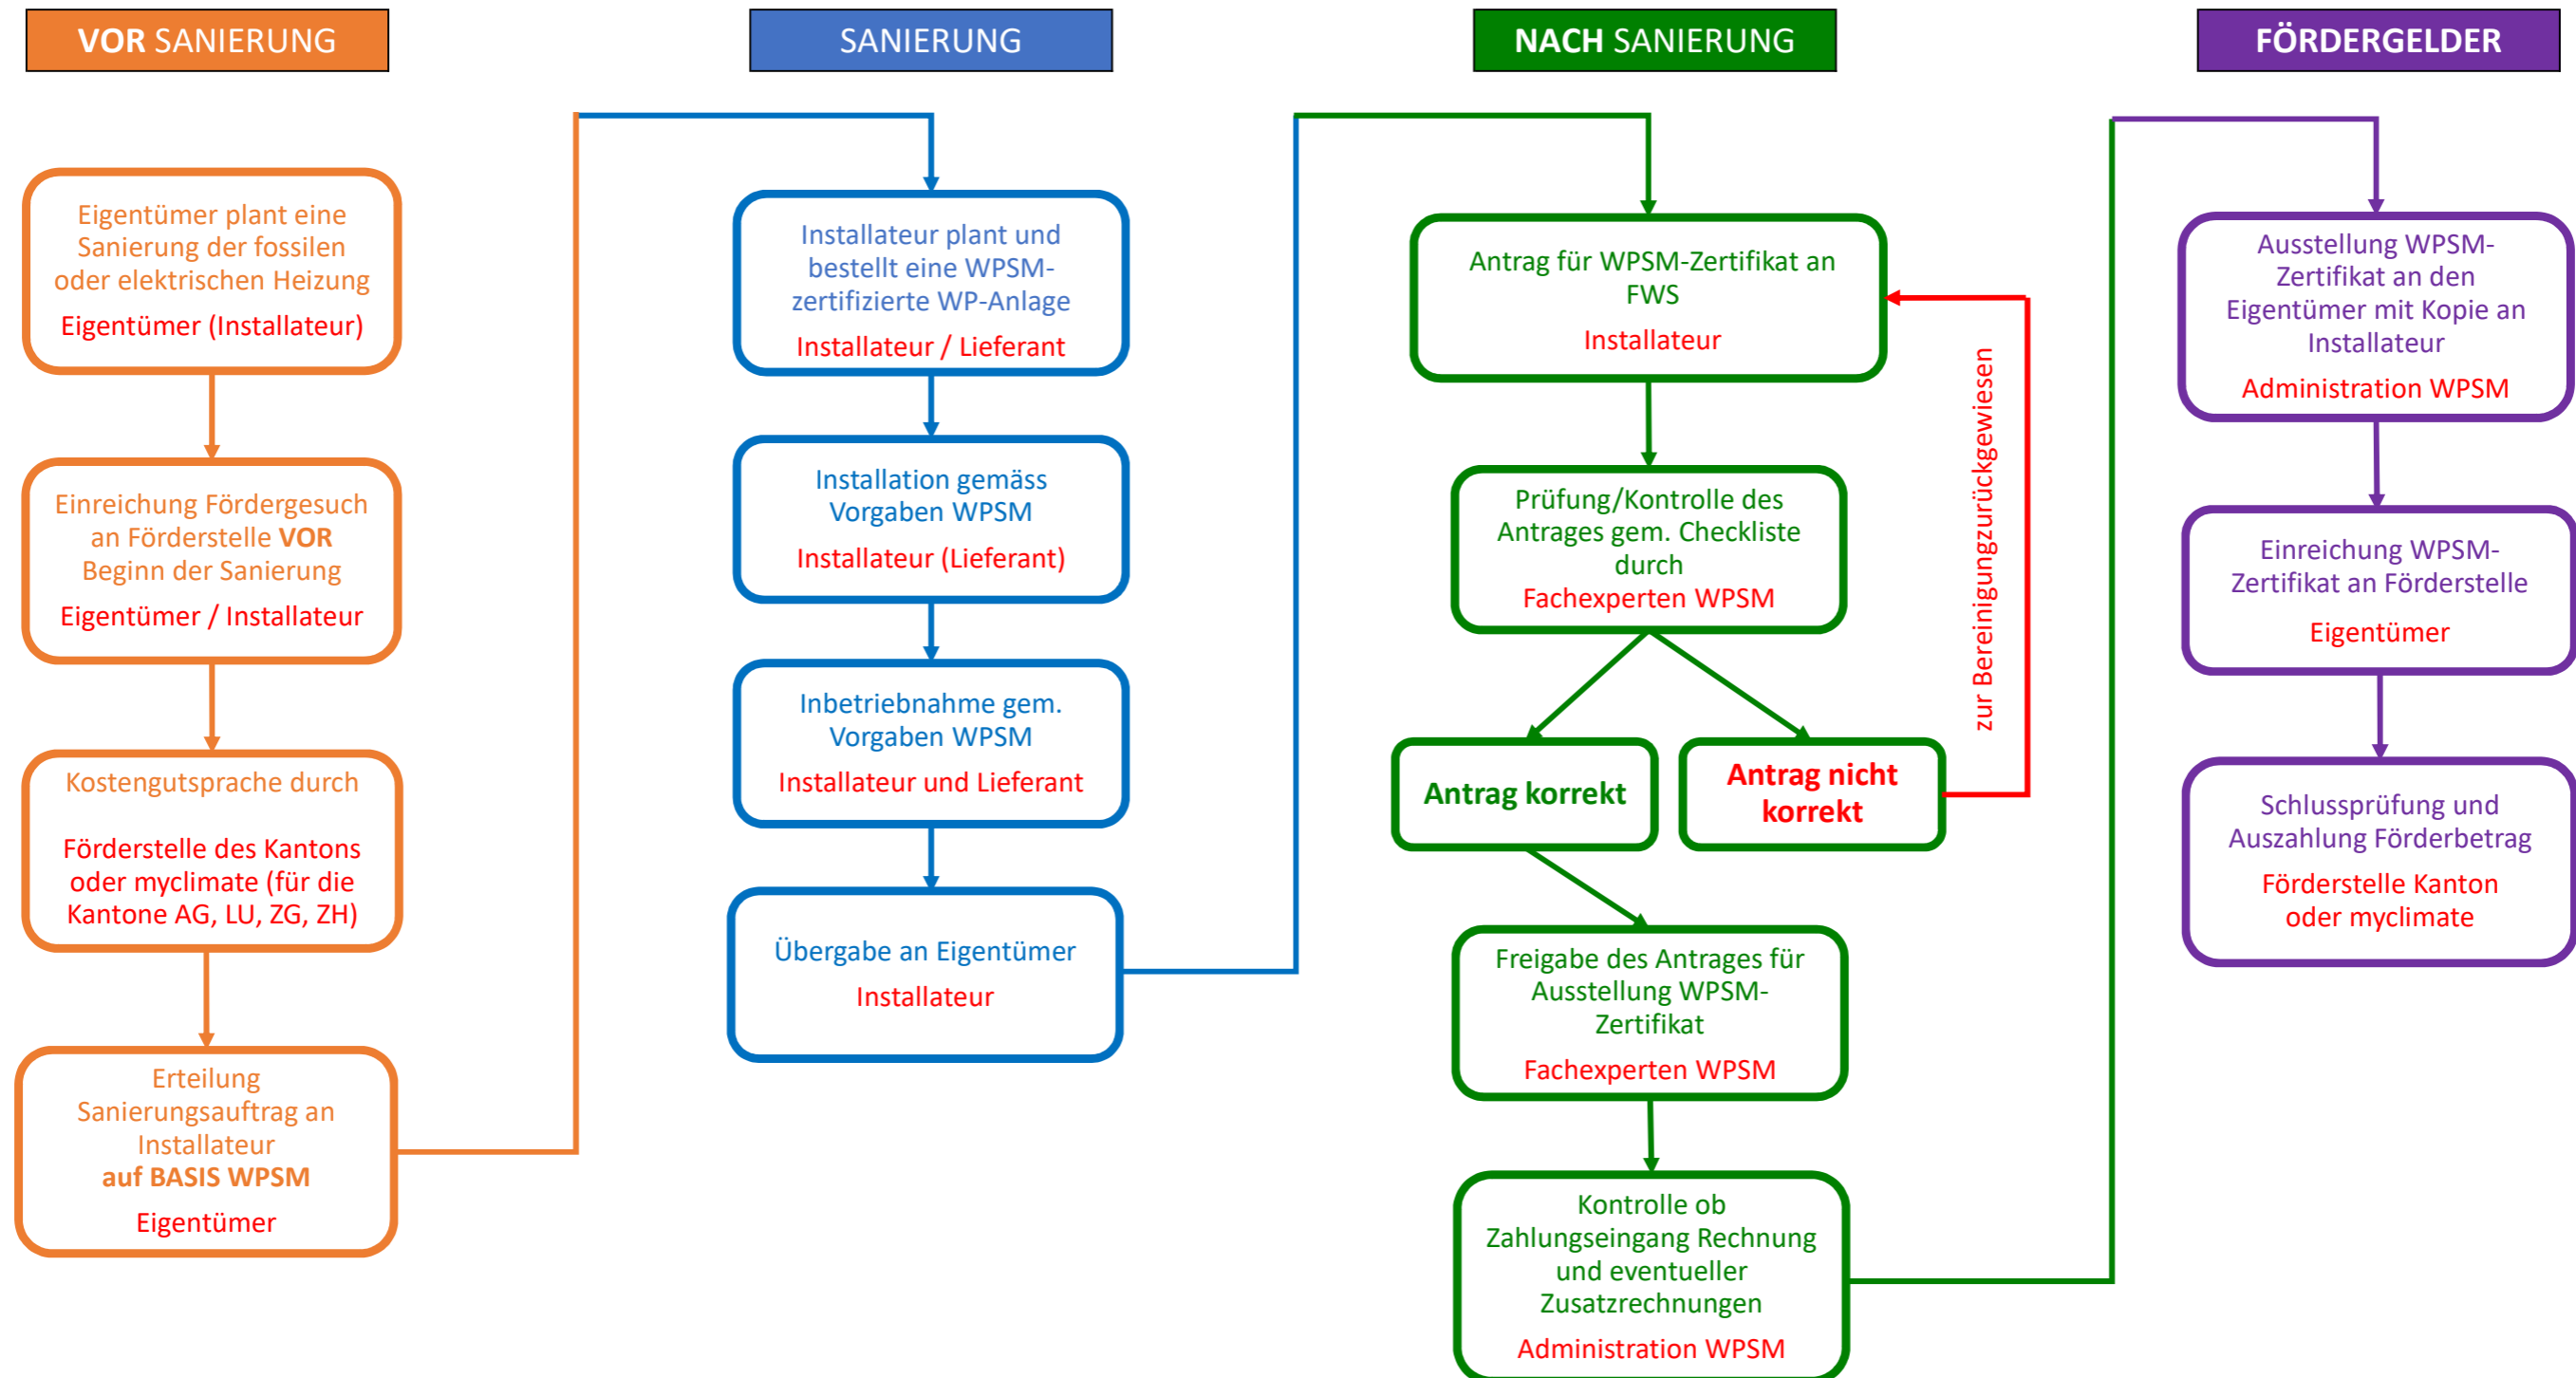 VOR SANIERUNG
Eigentümer plant eine
Sanierung der fossilen
oder elektrischen Heizung
Eigentümer (Installateur)
Einreichung Fördergesuch
an Förderstelle VOR
Beginn der Sanierung
Eigentümer / Installateur
Kostengutsprache durch
Förderstelle des Kantons
oder myclimate (für die
Kantone AG, LU, ZG, ZH)
Erteilung
Sanierungsauftrag an
Installateur
auf BASIS WPSM
Eigentümer
SANIERUNG
Installateur plant und
bestellt eine WPSM-
zertifizierte WP-Anlage
Installateur / Lieferant
Installation gemäss
Vorgaben WPSM
Installateur (Lieferant)
Inbetriebnahme gem.
Vorgaben WPSM
Installateur und Lieferant
Übergabe an Eigentümer
Installateur
NACH SANIERUNG
Antrag für WPSM-Zertifikat an
FWS
Installateur
Prüfung/Kontrolle des
Antrages gem. Checkliste
durch
Fachexperten WPSM
Antrag korrekt
Antrag nicht
korrekt
zur Bereinigungzurückgewiesen
Freigabe des Antrages für
Ausstellung WPSM-
Zertifikat
Fachexperten WPSM
Kontrolle ob
Zahlungseingang Rechnung
und eventueller
Zusatzrechnungen
Administration WPSM
FÖRDERGELDER
Ausstellung WPSM-
Zertifikat an den
Eigentümer mit Kopie an
Installateur
Administration WPSM
Einreichung WPSM-
Zertifikat an Förderstelle
Eigentümer
Schlussprüfung und
Auszahlung Förderbetrag
Förderstelle Kanton
oder myclimate